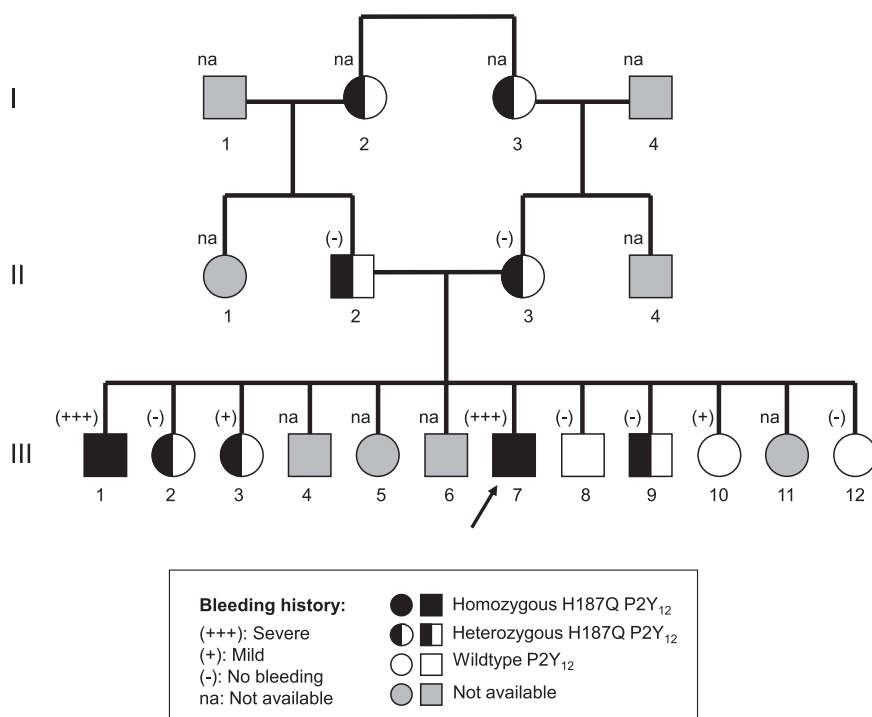 na na na na
I
1 2 3 4
na (-) (-) na
II
1 2 3 4
(+++) (-) (+) na na na (+++) (-) (-) (+) na (-)
III
1 2 3 4 5 6 7 8 9 10 11 12
Bleeding history:
(+++): Severe
(+): Mild
(-): No bleeding
na: Not available
Homozygous H187Q P2Y₁₂
Heterozygous H187Q P2Y₁₂
Wildtype P2Y₁₂
Not available